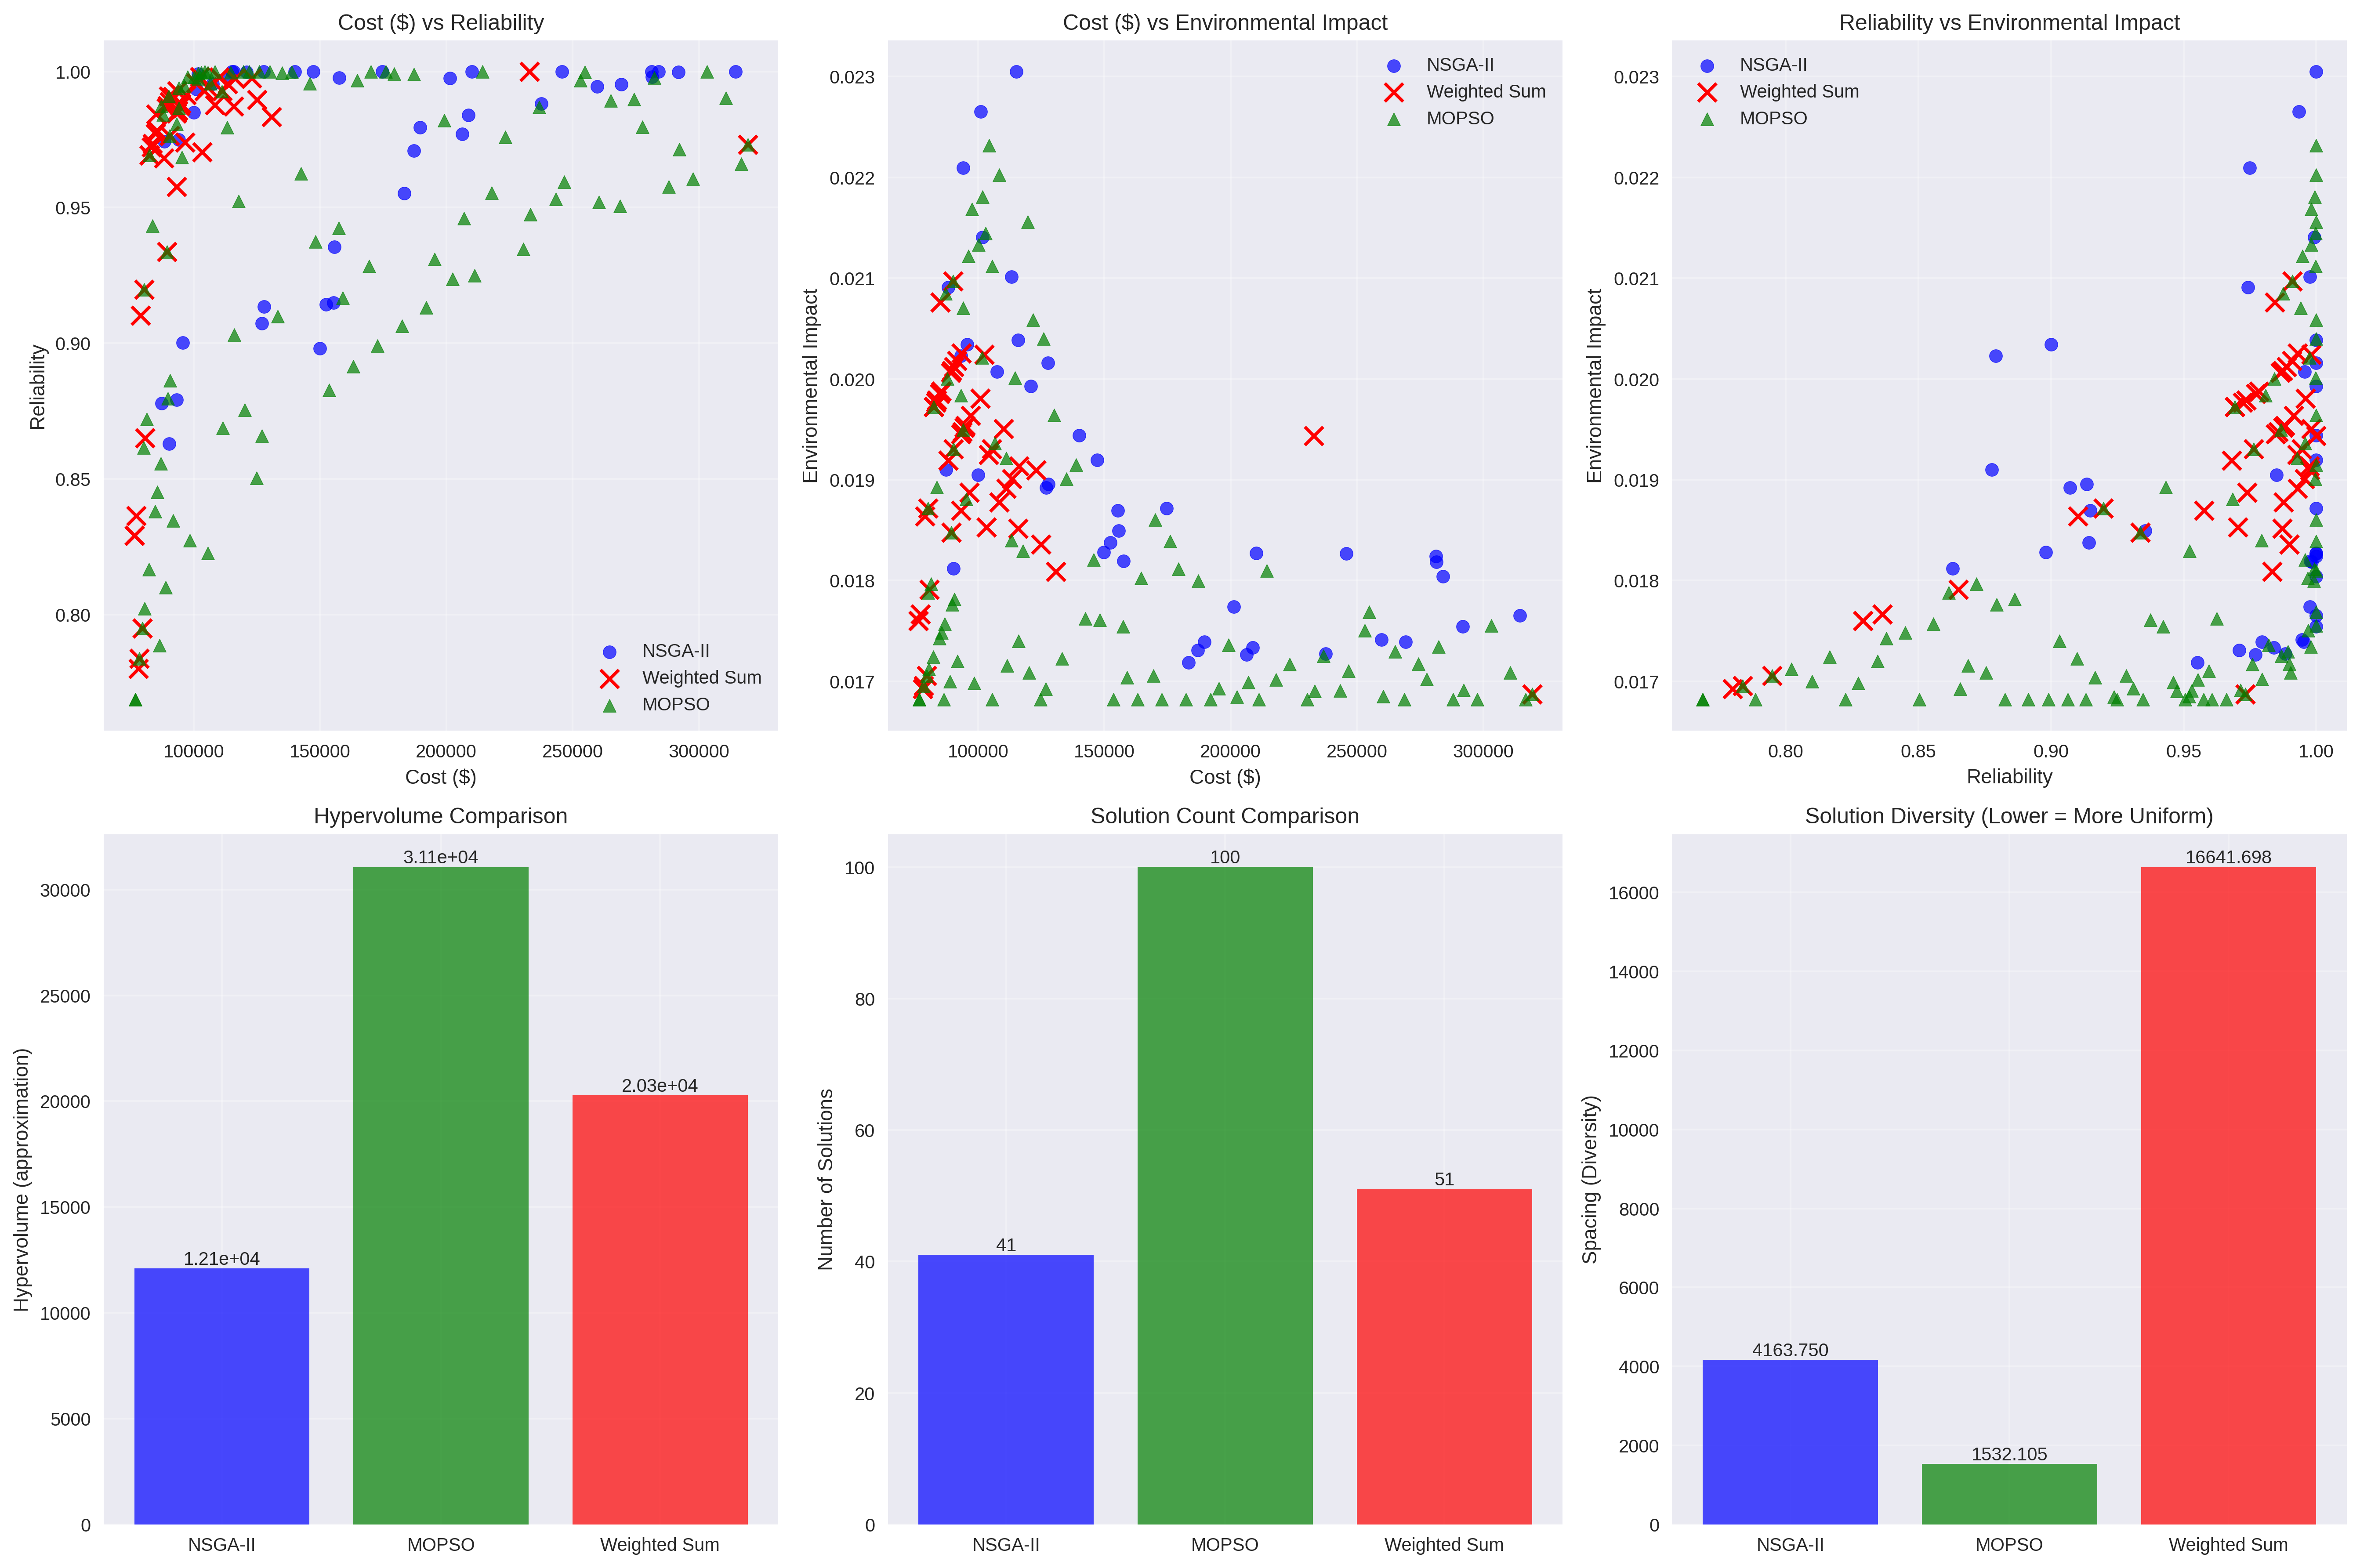 Cost ($) vs Reliability
Reliability
1.00
0.95
0.90
0.85
0.80
NSGA-II
Weighted Sum
MOPSO
100000 150000 200000 250000 300000
Cost ($)
Cost ($) vs Environmental Impact
Environmental Impact
0.023
0.022
0.021
0.020
0.019
0.018
0.017
NSGA-II
Weighted Sum
MOPSO
100000 150000 200000 250000 300000
Cost ($)
Reliability vs Environmental Impact
Environmental Impact
0.023
0.022
0.021
0.020
0.019
0.018
0.017
NSGA-II
Weighted Sum
MOPSO
0.80 0.85 0.90 0.95 1.00
Reliability
Hypervolume Comparison
Hypervolume (approximation)
30000
25000
20000
15000
10000
5000
0
1.21e+04
3.11e+04
2.03e+04
NSGA-II MOPSO Weighted Sum
Solution Count Comparison
Number of Solutions
100
80
60
40
20
0
41
100
51
NSGA-II MOPSO Weighted Sum
Solution Diversity (Lower = More Uniform)
Spacing (Diversity)
16000
14000
12000
10000
8000
6000
4000
2000
0
4163.750
1532.105
16641.698
NSGA-II MOPSO Weighted Sum